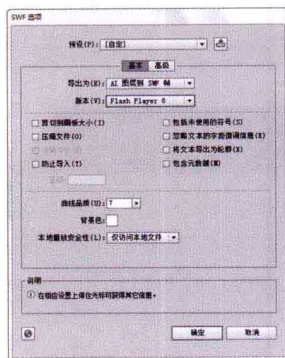 SWF 选项
预设(P): [自定]
基本 高级
导出为(E): AI 图层到 SWF 帧
版本(V): Flash Player 8
剪切到画板大小(I)
包括未使用的符号(S)
压缩文件(O)
忽略文本的字距微调信息(K)
将文本导出为轮廓(X)
防止导入(T)
包含元数据(M)
曲线品质(U): 7
背景色:
本地播放安全性(L): 仅访问本地文件
说明
在相应设置上停住光标可获得其它信息。
确定 取消